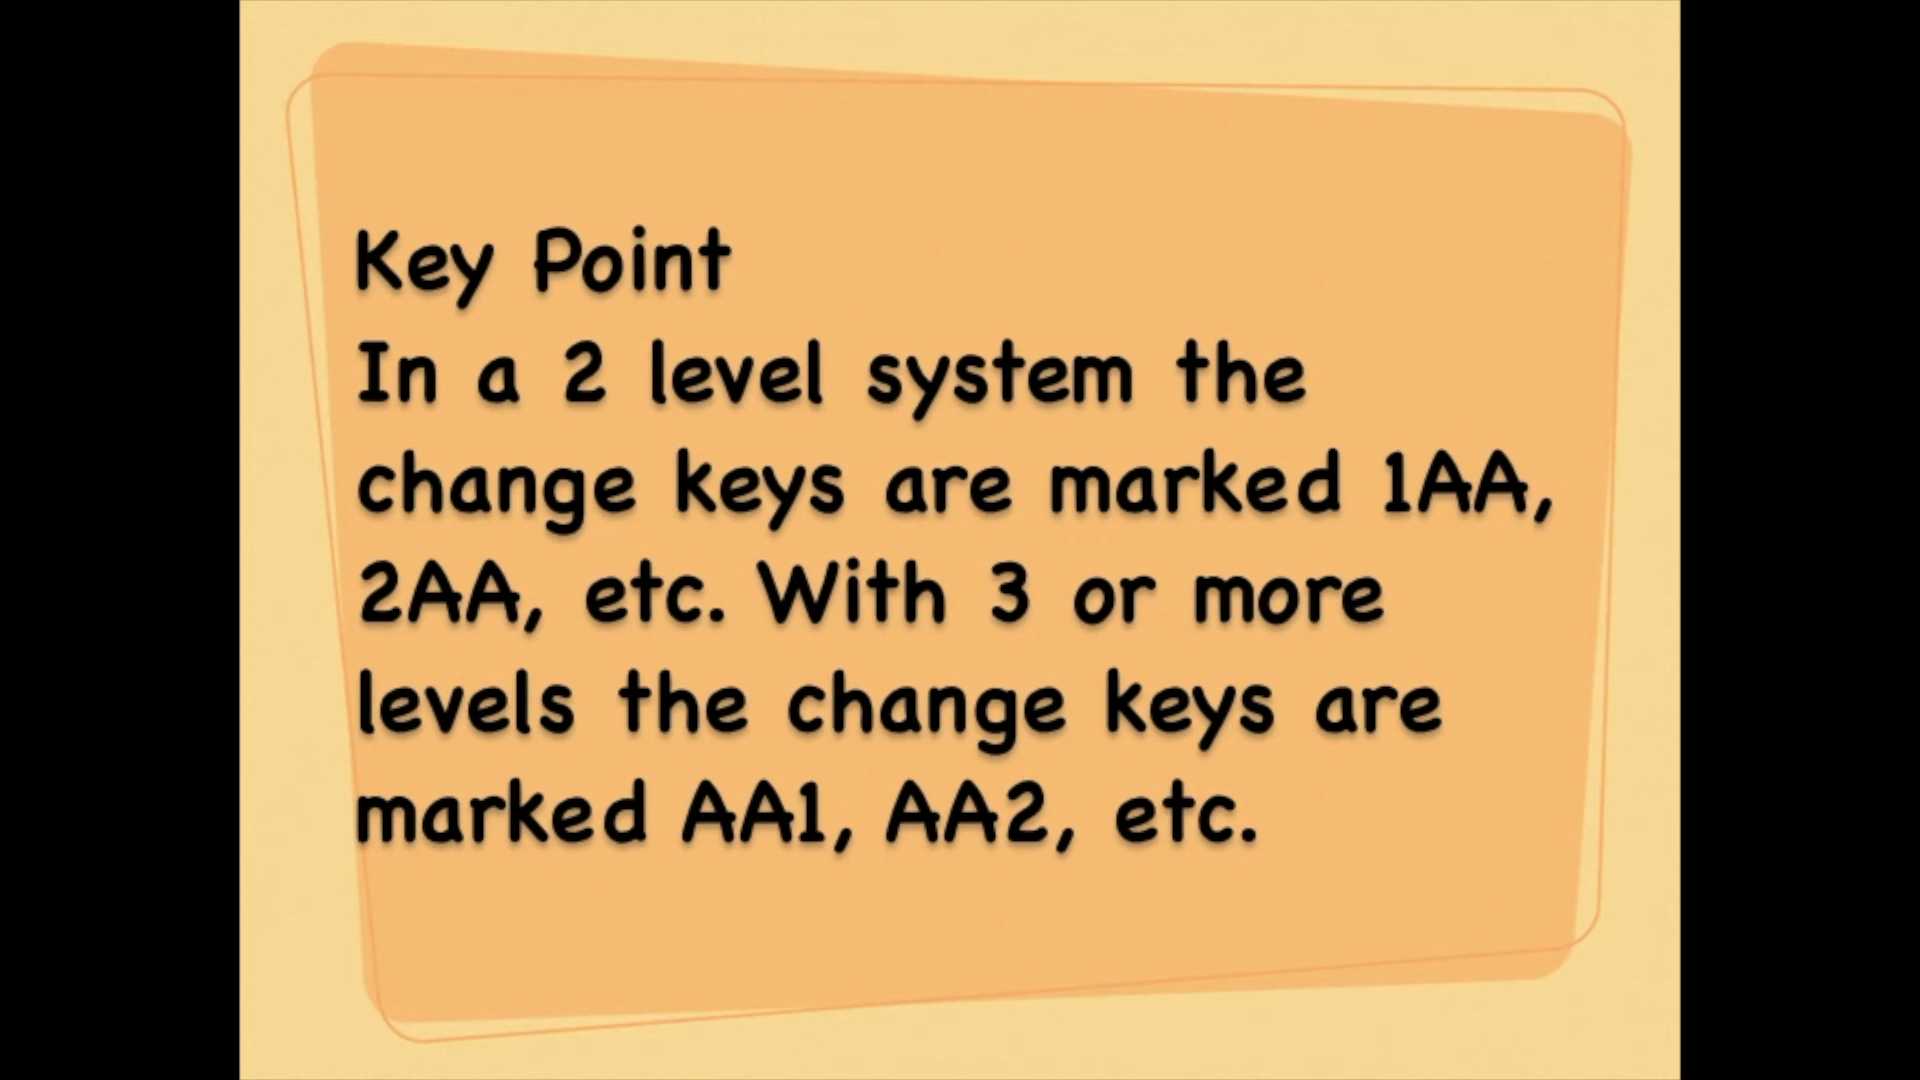 Key Point
In a 2 level system the
change keys are marked 1AA,
2AA, etc. With 3 or more
levels the change keys are
marked AA1, AA2, etc.